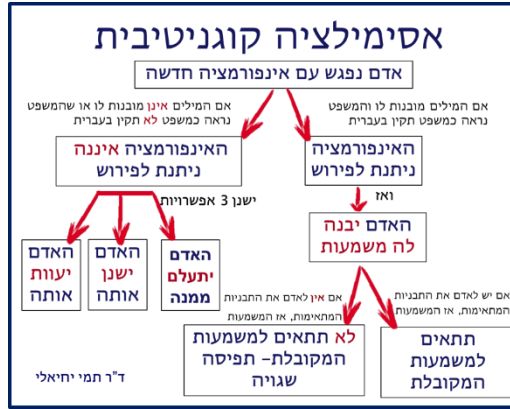 אסימילציה קוגניטיבית
אדם נפגש עם אינפורמציה חדשה
אם המילים מובנות לו והמשפט
נראה כמשפט תקין בעברית
אם המילים אינן מובנות לו או שהמשפט
נראה כמשפט לא תקין בעברית
האינפורמציה
ניתנת לפירוש
האינפורמציה איננה
ניתנת לפירוש
ואז
ישנן 3 אפשרויות
האדם יבנה
לה משמעות
האדם
יתעלם
ממנה
האדם
ישנן
אותה
האדם
יעוות
אותה
אם יש לאדם את התבניות
המתאימות, אז המשמעות
אם אין לאדם את התבניות
המתאימות, אז המשמעות
תתאים
למשמעות
המקובלת
לא תתאים למשמעות
המקובלת- תפיסה
שגויה
ד"ר תמי יחיאלי